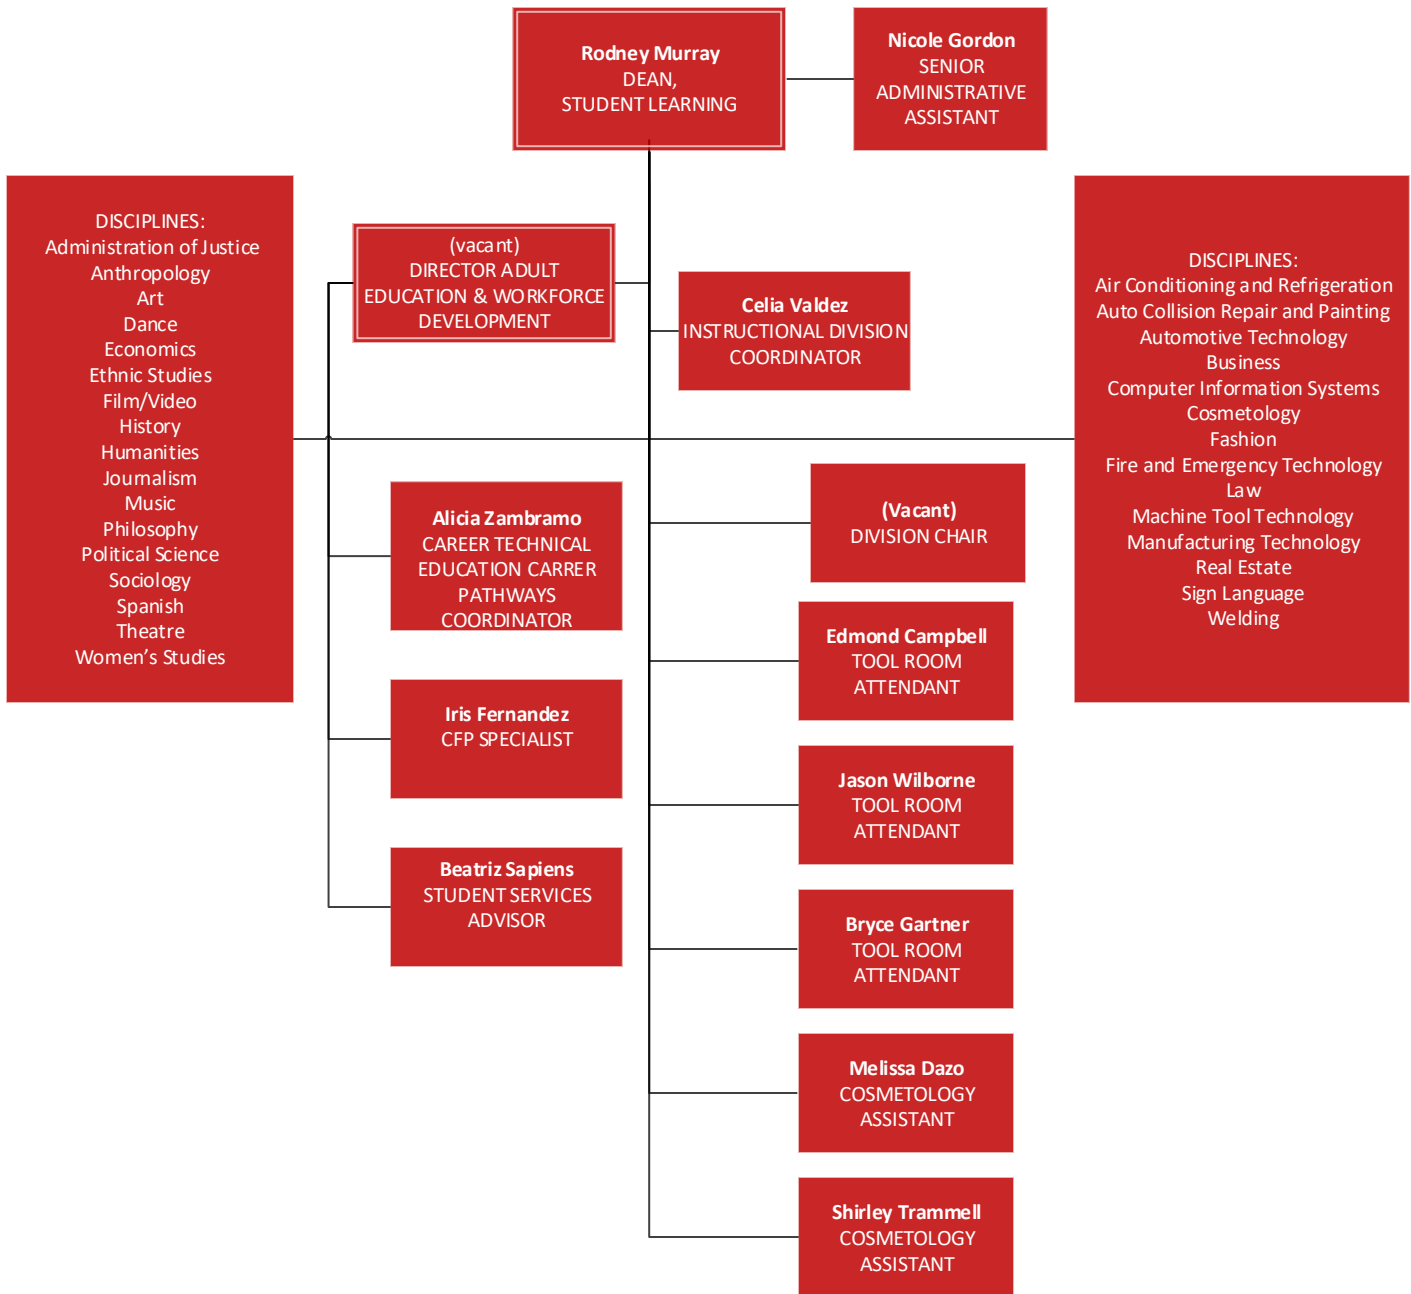 Rodney Murray
DEAN,
STUDENT LEARNING
Nicole Gordon
SENIOR
ADMINISTRATIVE
ASSISTANT
DISCIPLINES:
Administration of Justice
Anthropology
Art
Dance
Economics
Ethnic Studies
Film/Video
History
Humanities
Journalism
Music
Philosophy
Political Science
Sociology
Spanish
Theatre
Women's Studies
(vacant)
DIRECTOR ADULT
EDUCATION & WORKFORCE
DEVELOPMENT
Celia Valdez
INSTRUCTIONAL DIVISION
COORDINATOR
DISCIPLINES:
Air Conditioning and Refrigeration
Auto Collision Repair and Painting
Automotive Technology
Business
Computer Information Systems
Cosmetology
Fashion
Fire and Emergency Technology
Law
Machine Tool Technology
Manufacturing Technology
Real Estate
Sign Language
Welding
Alicia Zambramo
CAREER TECHNICAL
EDUCATION CARRER
PATHWAYS
COORDINATOR
Iris Fernandez
CFP SPECIALIST
Beatriz Sapiens
STUDENT SERVICES
ADVISOR
(Vacant)
DIVISION CHAIR
Edmond Campbell
TOOL ROOM
ATTENDANT
Jason Wilborne
TOOL ROOM
ATTENDANT
Bryce Gartner
TOOL ROOM
ATTENDANT
Melissa Dazo
COSMETOLOGY
ASSISTANT
Shirley Trammell
COSMETOLOGY
ASSISTANT